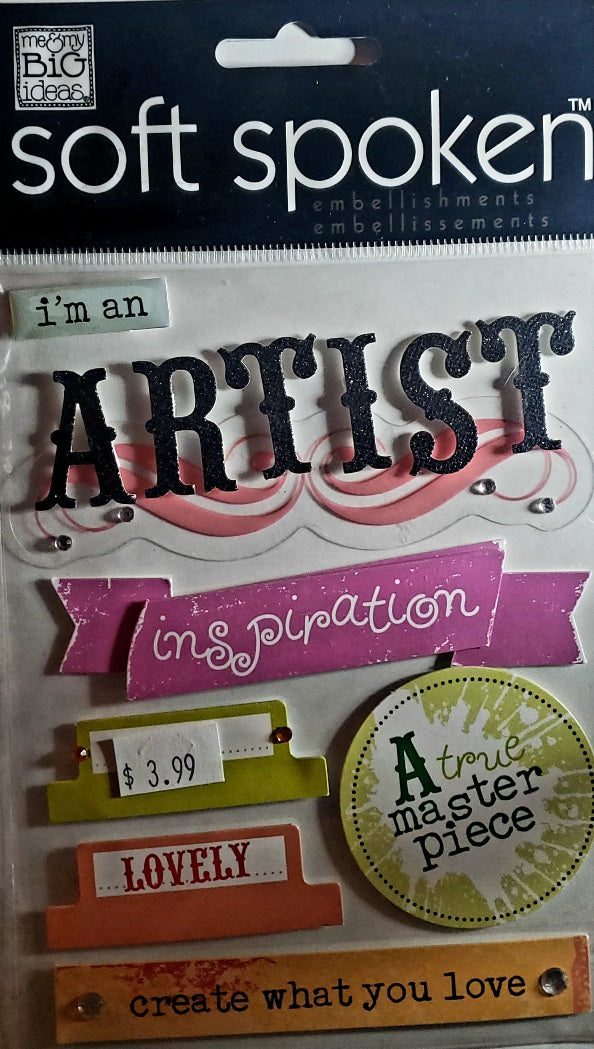 me&my
BiG
ideas
soft spoken™
embellishments
embellissements
i'm an
ARTIST
inspiration
$ 3.99
A true
master
piece
LOVELY
create what you love